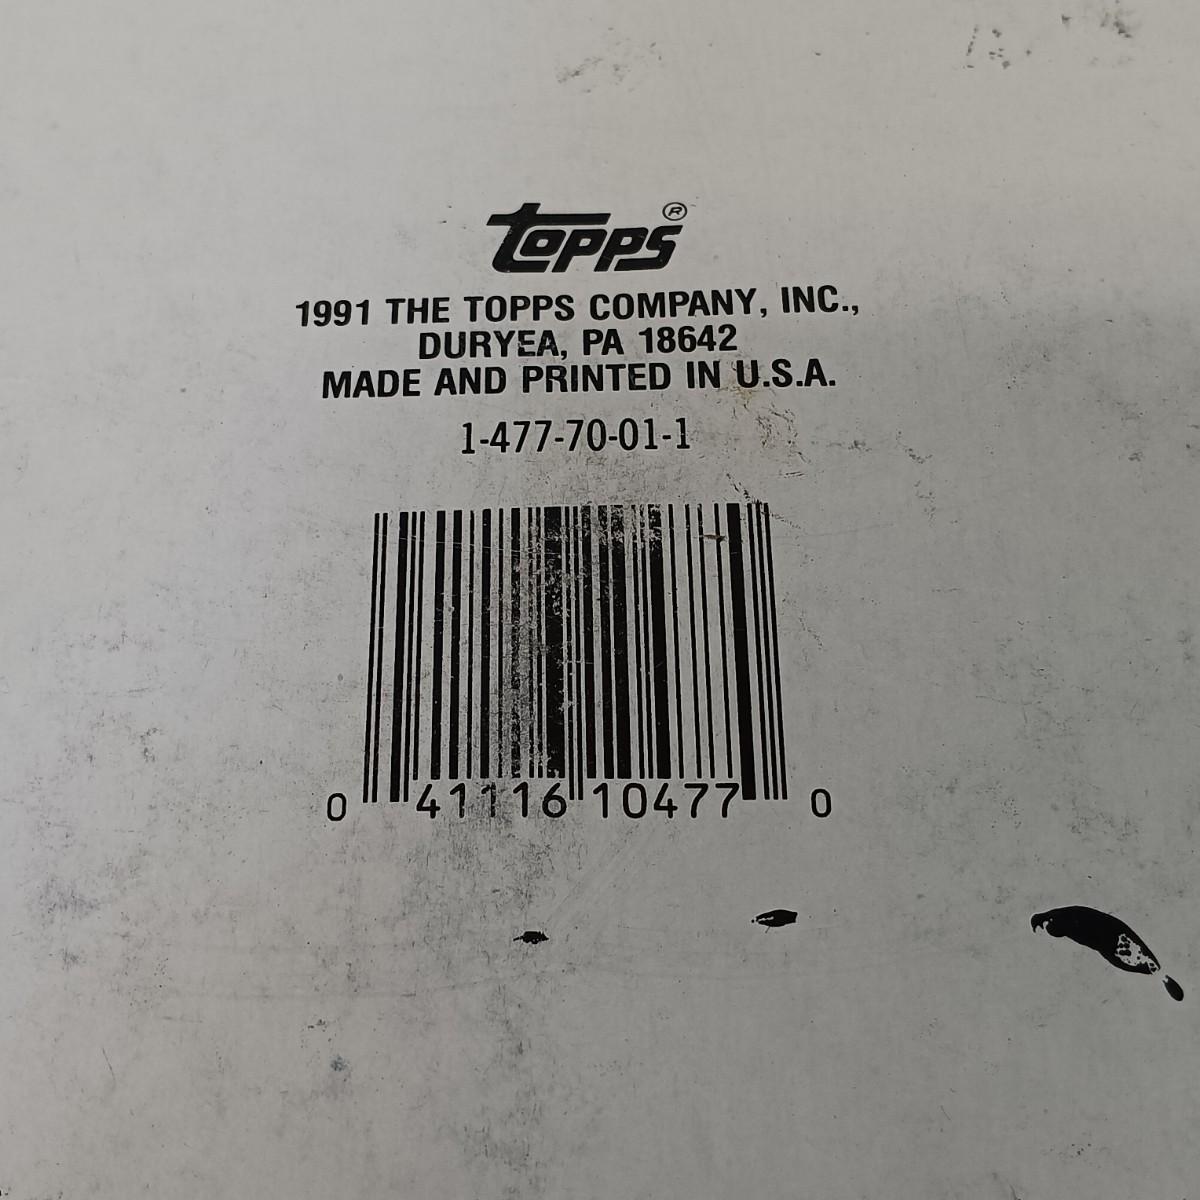 Topps®
1991 THE TOPPS COMPANY, INC.,
DURYEA, PA 18642
MADE AND PRINTED IN U.S.A.
1-477-70-01-1
0 41116 10477 0